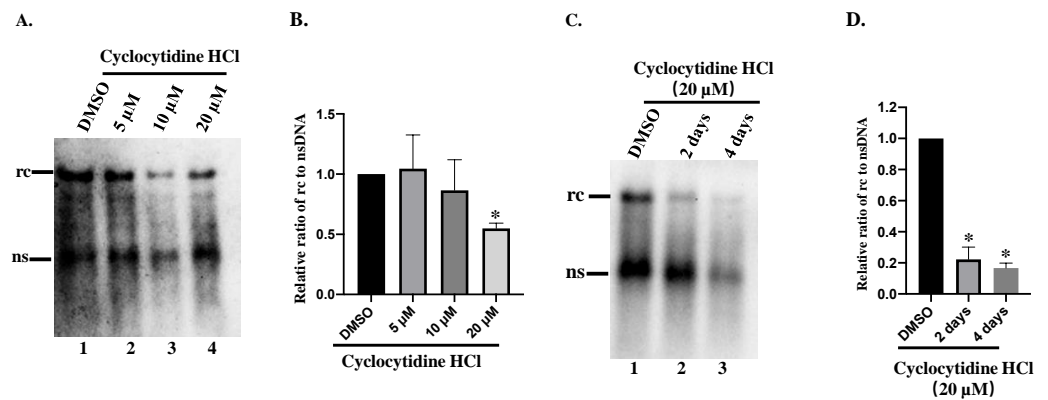 A.
Cyclocytidine HCl
DMSO
5 μM
10 μM
20 μM
rc
ns
1 2 3 4
B.
Relative ratio of rc to nsDNA
1.5
1.0
0.5
0.0
*
DMSO
5 μM
10 μM
20 μM
Cyclocytidine HCl
C.
Cyclocytidine HCl
(20 μM)
DMSO
2 days
4 days
rc
ns
1 2 3
D.
Relative ratio of rc to nsDNA
1.2
1.0
0.8
0.6
0.4
0.2
0.0
*
*
DMSO
2 days
4 days
Cyclocytidine HCl
(20 μM)